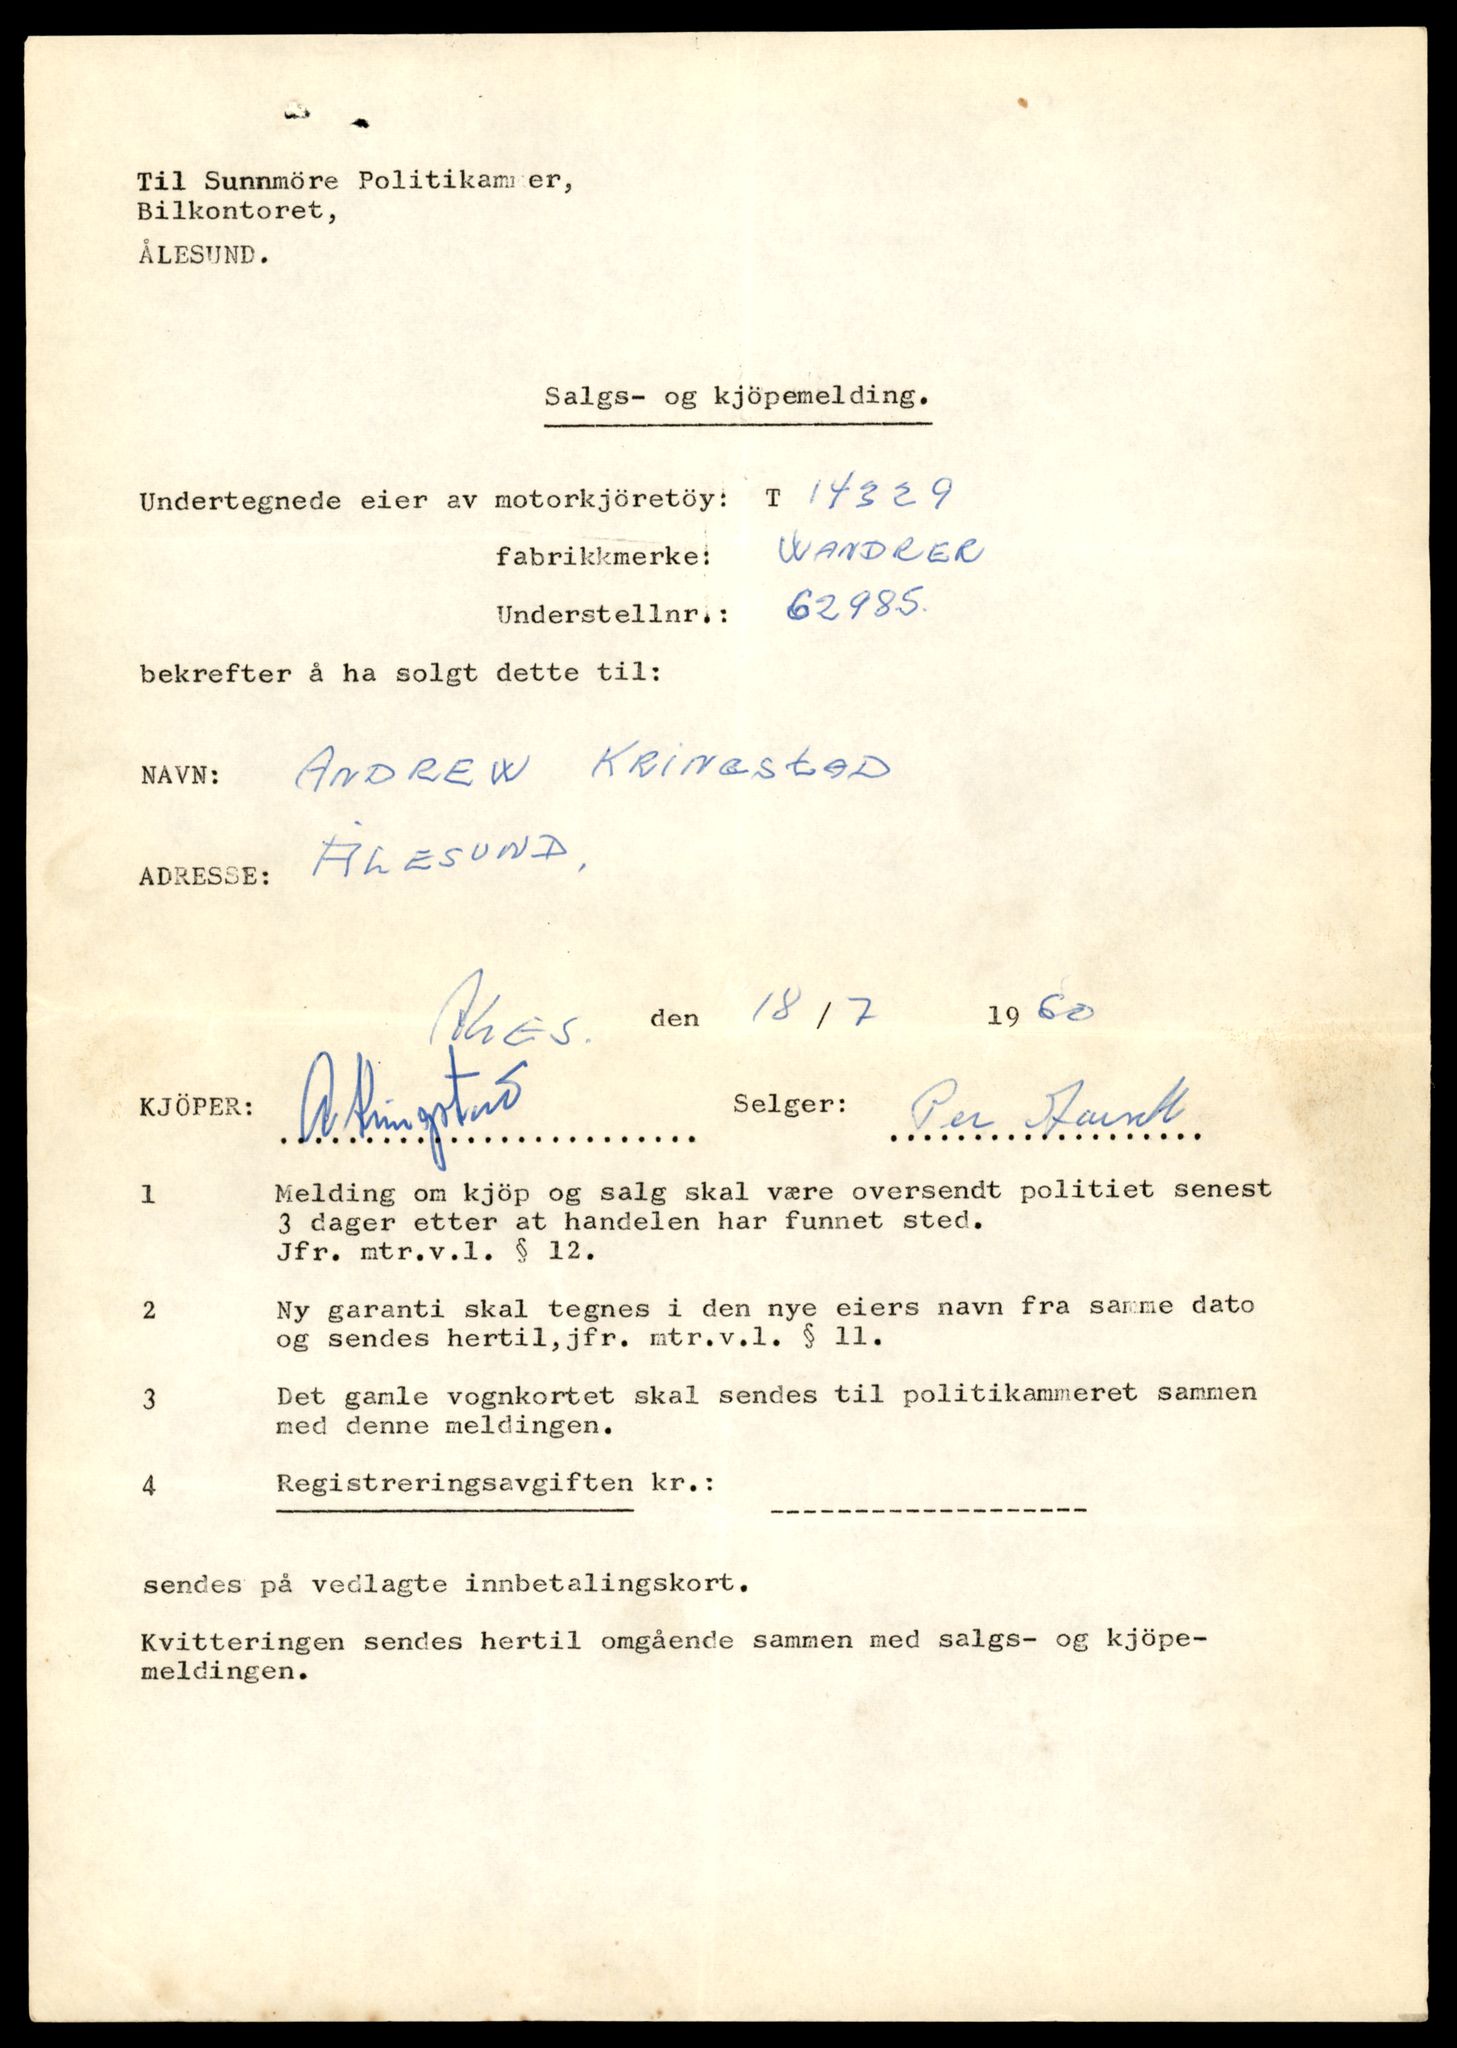 Til Sunnmöre Politikammer,
Bilkontoret,
ÅLESUND.
Salgs- og kjöpemelding.
Undertegnede eier av motorkjöretöy: T 14329
fabrikkmerke: WANDRER
Understellnr.: 62985.
bekrefter å ha solgt dette til:
NAVN: ANDREW KRINGSTAD
ADRESSE: ÅLESUND.
ÅLES. den 18/7 1960
KJÖPER: A Kringstad Selger: Per
1 Melding om kjöp og salg skal være oversendt politiet senest
3 dager etter at handelen har funnet sted.
Jfr. mtr.v.l. § 12.
2 Ny garanti skal tegnes i den nye eiers navn fra samme dato
og sendes hertil,jfr. mtr.v.l. § 11.
3 Det gamle vognkortet skal sendes til politikammeret sammen
med denne meldingen.
4 Registreringsavgiften kr.:
sendes på vedlagte innbetalingskort.
Kvitteringen sendes hertil omgående sammen med salgs- og kjöpe-
meldingen.